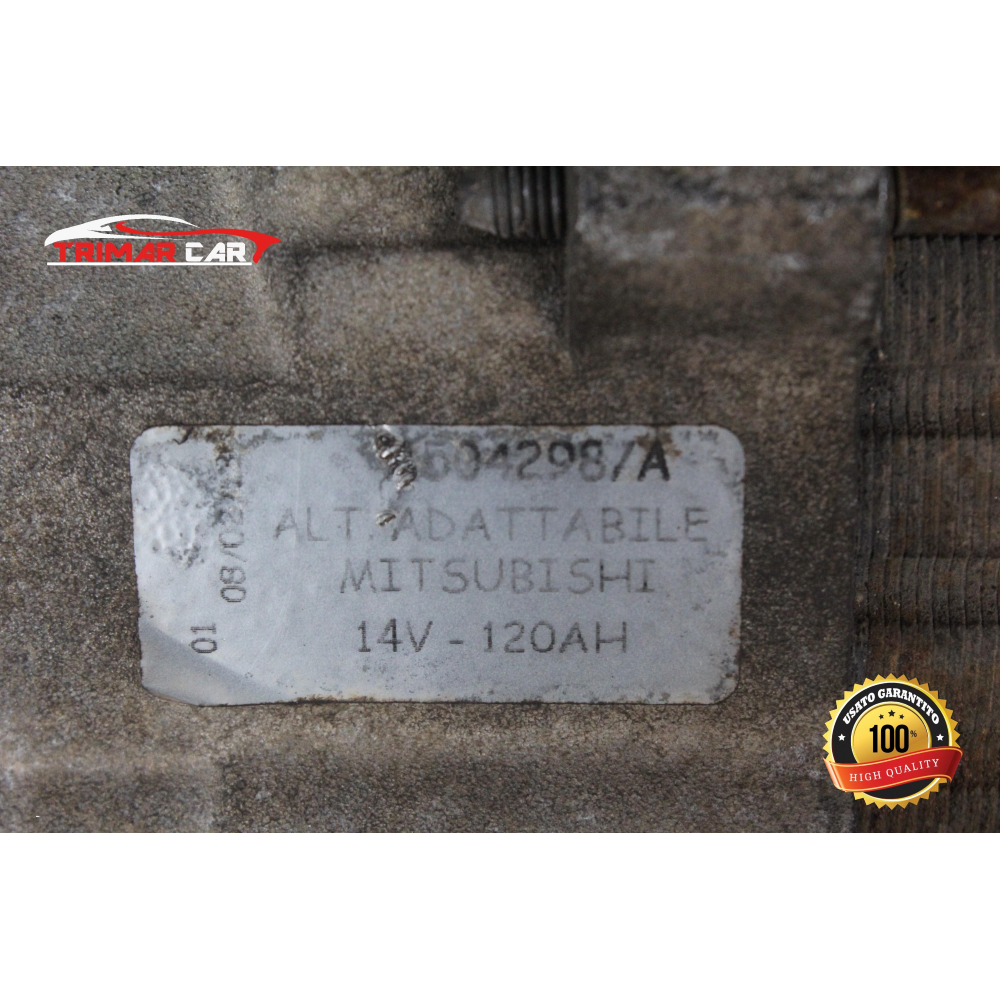 TRIMAR CAR
504298/A
ALT. ADATTABILE
MITSUBISHI
14V - 120AH
01
USATO GARANTITO
100%
HIGH QUALITY